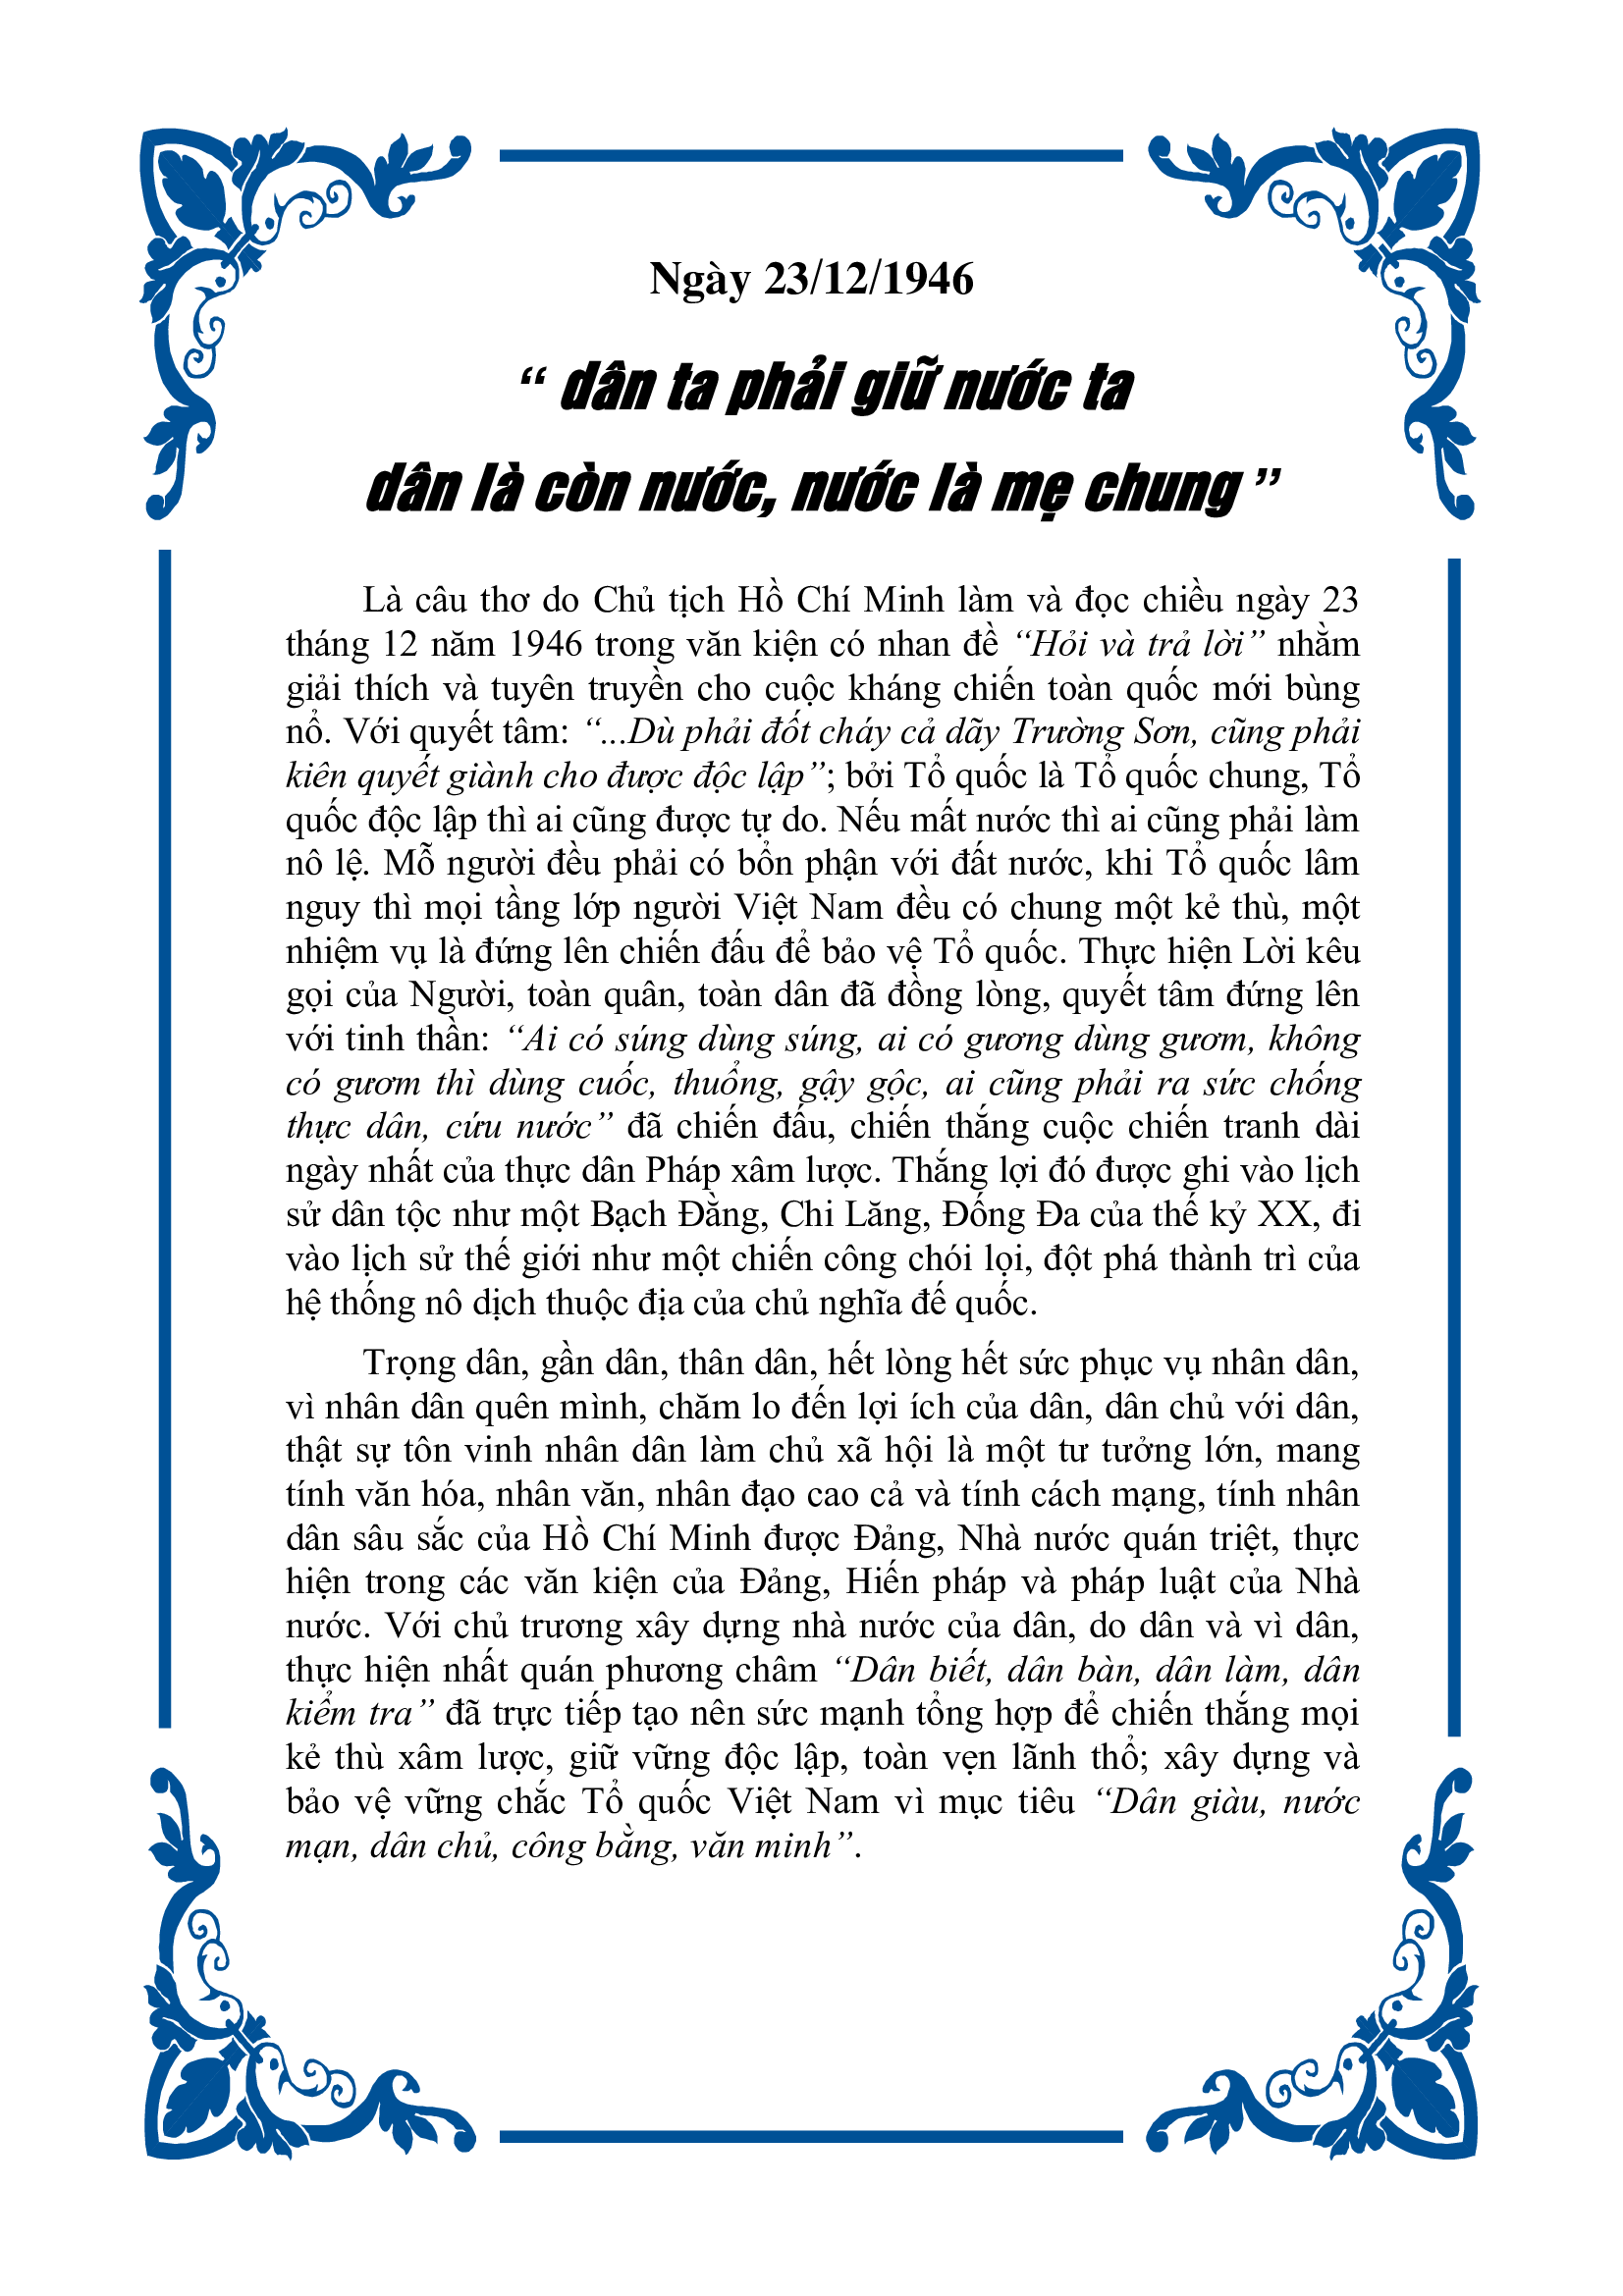 Ngày 23/12/1946
“ dân ta phải giữ nước ta
dân là còn nước, nước là mẹ chung ”
Là câu thơ do Chủ tịch Hồ Chí Minh làm và đọc chiều ngày 23
tháng 12 năm 1946 trong văn kiện có nhan đề “Hỏi và trả lời” nhằm
giải thích và tuyên truyền cho cuộc kháng chiến toàn quốc mới bùng
nổ. Với quyết tâm: “...Dù phải đốt cháy cả dãy Trường Sơn, cũng phải
kiên quyết giành cho được độc lập”; bởi Tổ quốc là Tổ quốc chung, Tổ
quốc độc lập thì ai cũng được tự do. Nếu mất nước thì ai cũng phải làm
nô lệ. Mỗ người đều phải có bổn phận với đất nước, khi Tổ quốc lâm
nguy thì mọi tầng lớp người Việt Nam đều có chung một kẻ thù, một
nhiệm vụ là đứng lên chiến đấu để bảo vệ Tổ quốc. Thực hiện Lời kêu
gọi của Người, toàn quân, toàn dân đã đồng lòng, quyết tâm đứng lên
với tinh thần: “Ai có súng dùng súng, ai có gương dùng gươm, không
có gươm thì dùng cuốc, thuổng, gậy gộc, ai cũng phải ra sức chống
thực dân, cứu nước” đã chiến đấu, chiến thắng cuộc chiến tranh dài
ngày nhất của thực dân Pháp xâm lược. Thắng lợi đó được ghi vào lịch
sử dân tộc như một Bạch Đằng, Chi Lăng, Đống Đa của thế kỷ XX, đi
vào lịch sử thế giới như một chiến công chói lọi, đột phá thành trì của
hệ thống nô dịch thuộc địa của chủ nghĩa đế quốc.
Trọng dân, gần dân, thân dân, hết lòng hết sức phục vụ nhân dân,
vì nhân dân quên mình, chăm lo đến lợi ích của dân, dân chủ với dân,
thật sự tôn vinh nhân dân làm chủ xã hội là một tư tưởng lớn, mang
tính văn hóa, nhân văn, nhân đạo cao cả và tính cách mạng, tính nhân
dân sâu sắc của Hồ Chí Minh được Đảng, Nhà nước quán triệt, thực
hiện trong các văn kiện của Đảng, Hiến pháp và pháp luật của Nhà
nước. Với chủ trương xây dựng nhà nước của dân, do dân và vì dân,
thực hiện nhất quán phương châm “Dân biết, dân bàn, dân làm, dân
kiểm tra” đã trực tiếp tạo nên sức mạnh tổng hợp để chiến thắng mọi
kẻ thù xâm lược, giữ vững độc lập, toàn vẹn lãnh thổ; xây dựng và
bảo vệ vững chắc Tổ quốc Việt Nam vì mục tiêu “Dân giàu, nước
mạn, dân chủ, công bằng, văn minh”.